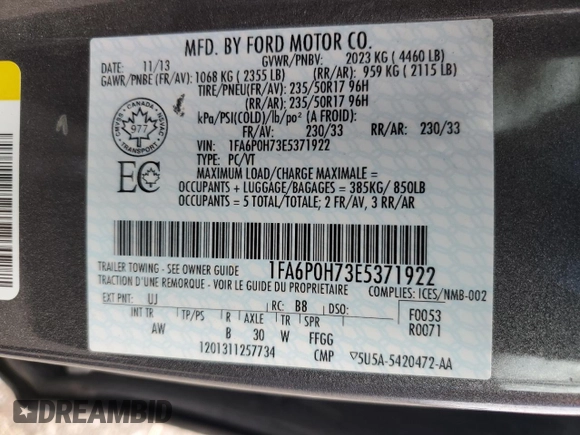 MFD. BY FORD MOTOR CO.
DATE: 11/13 GVWR/PNBV: 2023 KG ( 4460 LB)
GAWR/PNBE (FR/AV): 1068 KG ( 2355 LB) (RR/AR): 959 KG ( 2115 LB)
TIRE/PNEU(FR/AV): 235/50R17 96H
(RR/AR): 235/50R17 96H
kPa/PSI(COLD)/lb/po² (A FROID):
FR/AV: 230/33 RR/AR: 230/33
CANADA
977
TRANSPORT
VIN: 1FA6P0H73E5371922
TYPE: PC/VT
EC
MAXIMUM LOAD/CHARGE MAXIMALE =
OCCUPANTS + LUGGAGE/BAGAGES = 385KG/ 850LB
OCCUPANTS = 5 TOTAL/TOTALE; 2 FR/AV, 3 RR/AR
TRAILER TOWING - SEE OWNER GUIDE 1FA6P0H73E5371922
TRACTION D'UNE REMORQUE - VOIR LE GUIDE DU PROPRIETAIRE COMPLIES: ICES/NMB-002
EXT PNT: UJ RC: B8 DSO: F0053
INT TR TP/PS R AXLE TR SPR R0071
AW B 30 W FFGG
1201311257734 CMP 5U5A-5420472-AA
DREAMBID